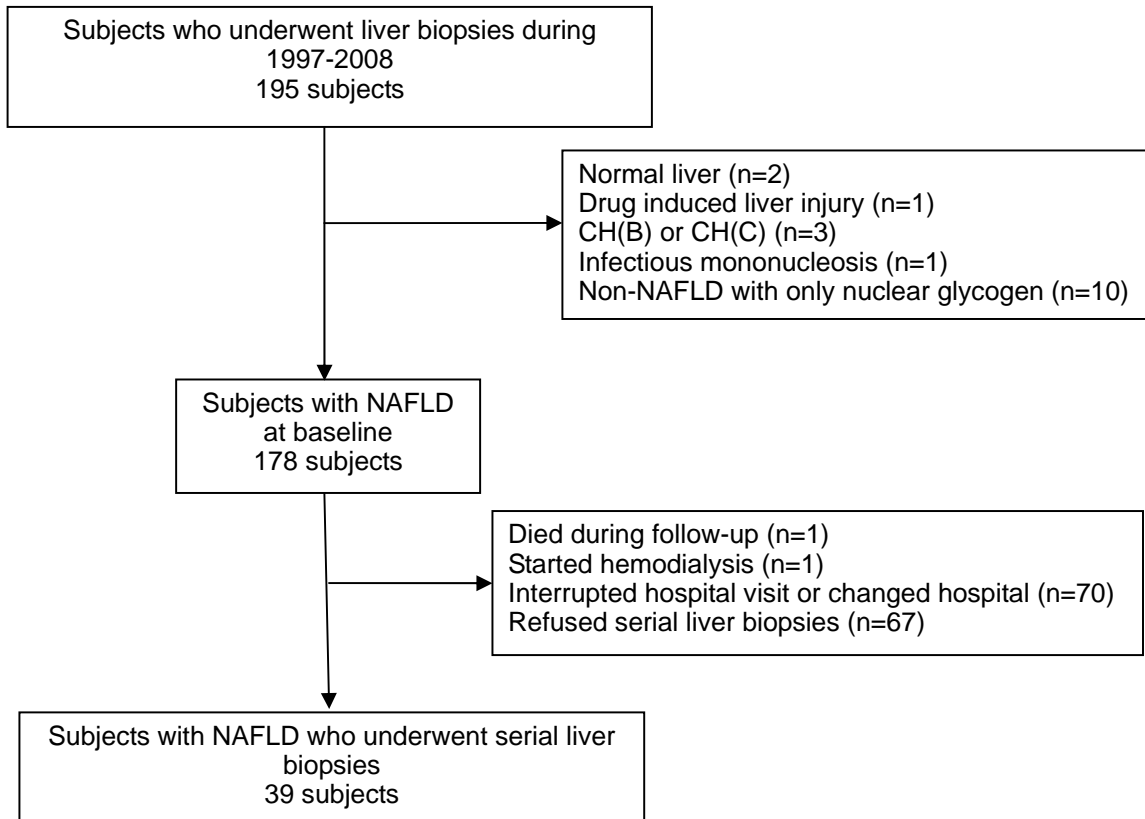 Subjects who underwent liver biopsies during
1997-2008
195 subjects
Normal liver (n=2)
Drug induced liver injury (n=1)
CH(B) or CH(C) (n=3)
Infectious mononucleosis (n=1)
Non-NAFLD with only nuclear glycogen (n=10)
Subjects with NAFLD
at baseline
178 subjects
Died during follow-up (n=1)
Started hemodialysis (n=1)
Interrupted hospital visit or changed hospital (n=70)
Refused serial liver biopsies (n=67)
Subjects with NAFLD who underwent serial liver
biopsies
39 subjects